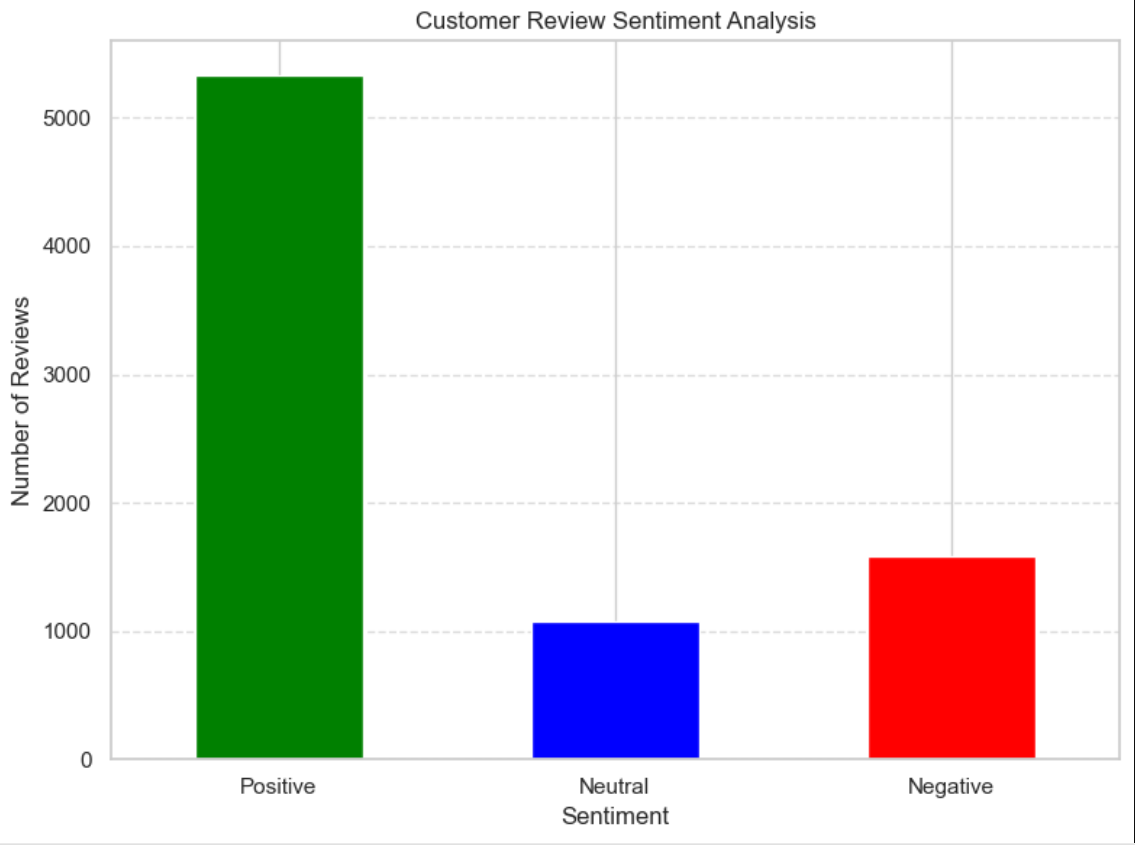 Customer Review Sentiment Analysis
Number of Reviews
5000
4000
3000
2000
1000
0
Positive
Neutral
Negative
Sentiment